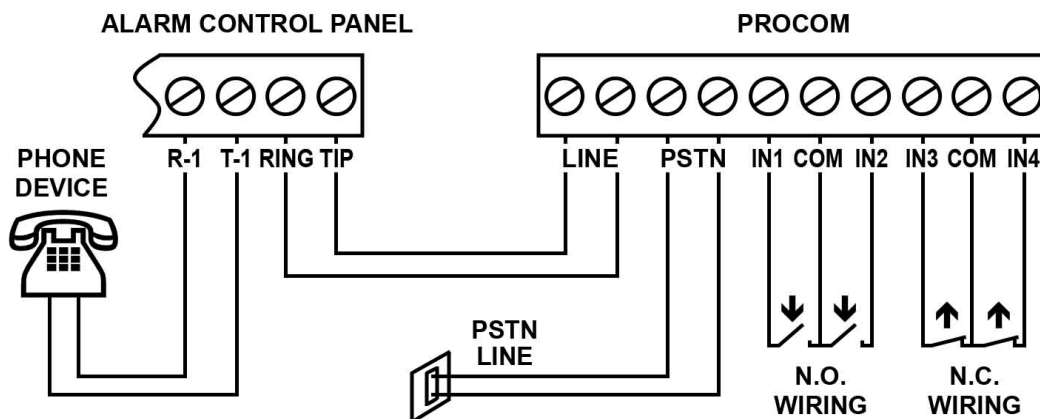 ALARM CONTROL PANEL
PROCOM
R-1 T-1 RING TIP
LINE PSTN IN1 COM IN2 IN3 COM IN4
PHONE
DEVICE
PSTN
LINE
N.O.
WIRING
N.C.
WIRING